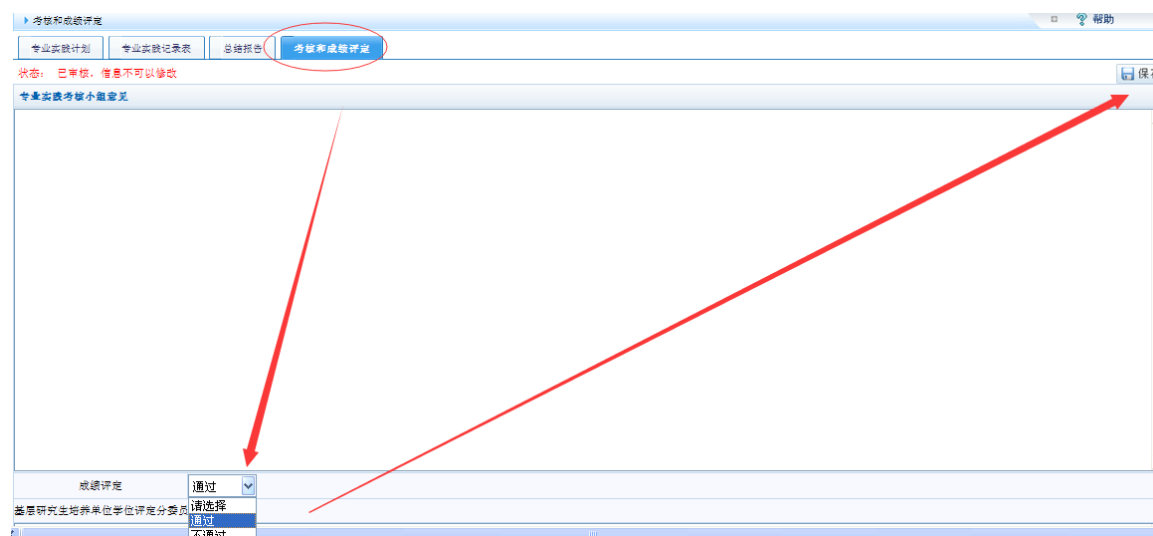 考核和成绩评定
帮助
专业实践计划 专业实践记录表 总结报告 考核和成绩评定
状态： 已审核，信息不可以修改
保存
专业实践考核小组意见
成绩评定 通过
请选择
基层研究生培养单位学位评定分委员
通过
不通过